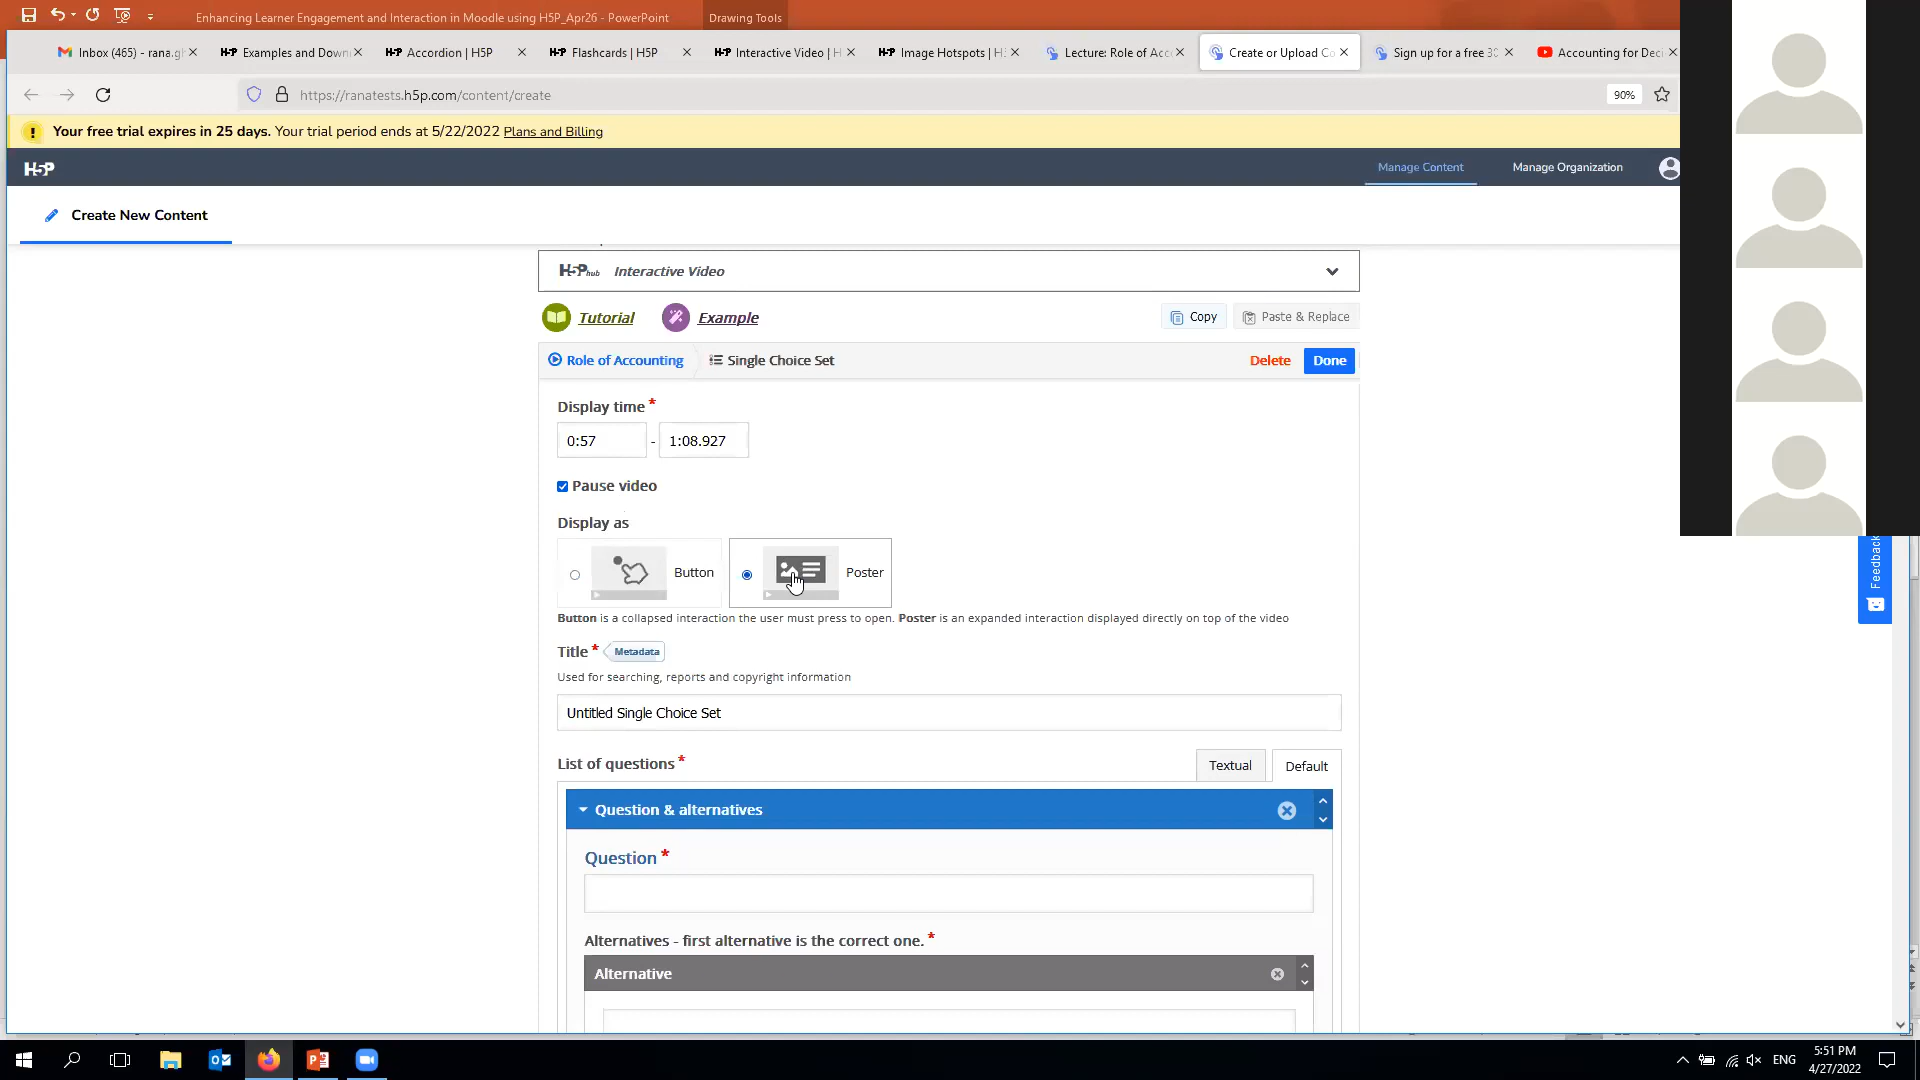 Enhancing Learner Engagement and Interaction in Moodle using H5P_Apr26 - PowerPoint
Drawing Tools
Inbox (465) - rana.g
H5P Examples and Down
H5P Accordion | H5P
H5P Flashcards | H5P
H5P Interactive Video | H
H5P Image Hotspots | H
Lecture: Role of Acc
Create or Upload Co
Sign up for a free 30
Accounting for Deci
https://ranatests.h5p.com/content/create
90%
Your free trial expires in 25 days. Your trial period ends at 5/22/2022 Plans and Billing
H5P
Manage Content
Manage Organization
Create New Content
H5Phub Interactive Video
Tutorial
Example
Copy
Paste & Replace
Role of Accounting
Single Choice Set
Delete
Done
Display time *
0:57 - 1:08.927
Pause video
Display as
Button
Poster
Button is a collapsed interaction the user must press to open. Poster is an expanded interaction displayed directly on top of the video
Feedback
Title * Metadata
Used for searching, reports and copyright information
Untitled Single Choice Set
List of questions *
Textual
Default
Question & alternatives
Question *
Alternatives - first alternative is the correct one. *
Alternative
ENG
5:51 PM
4/27/2022